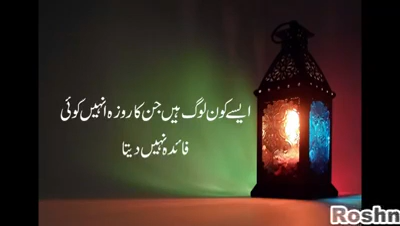 ایسے کون لوگ ہیں جن کا روزہ انہیں کوئی
فائدہ نہیں دیتا
Roshn